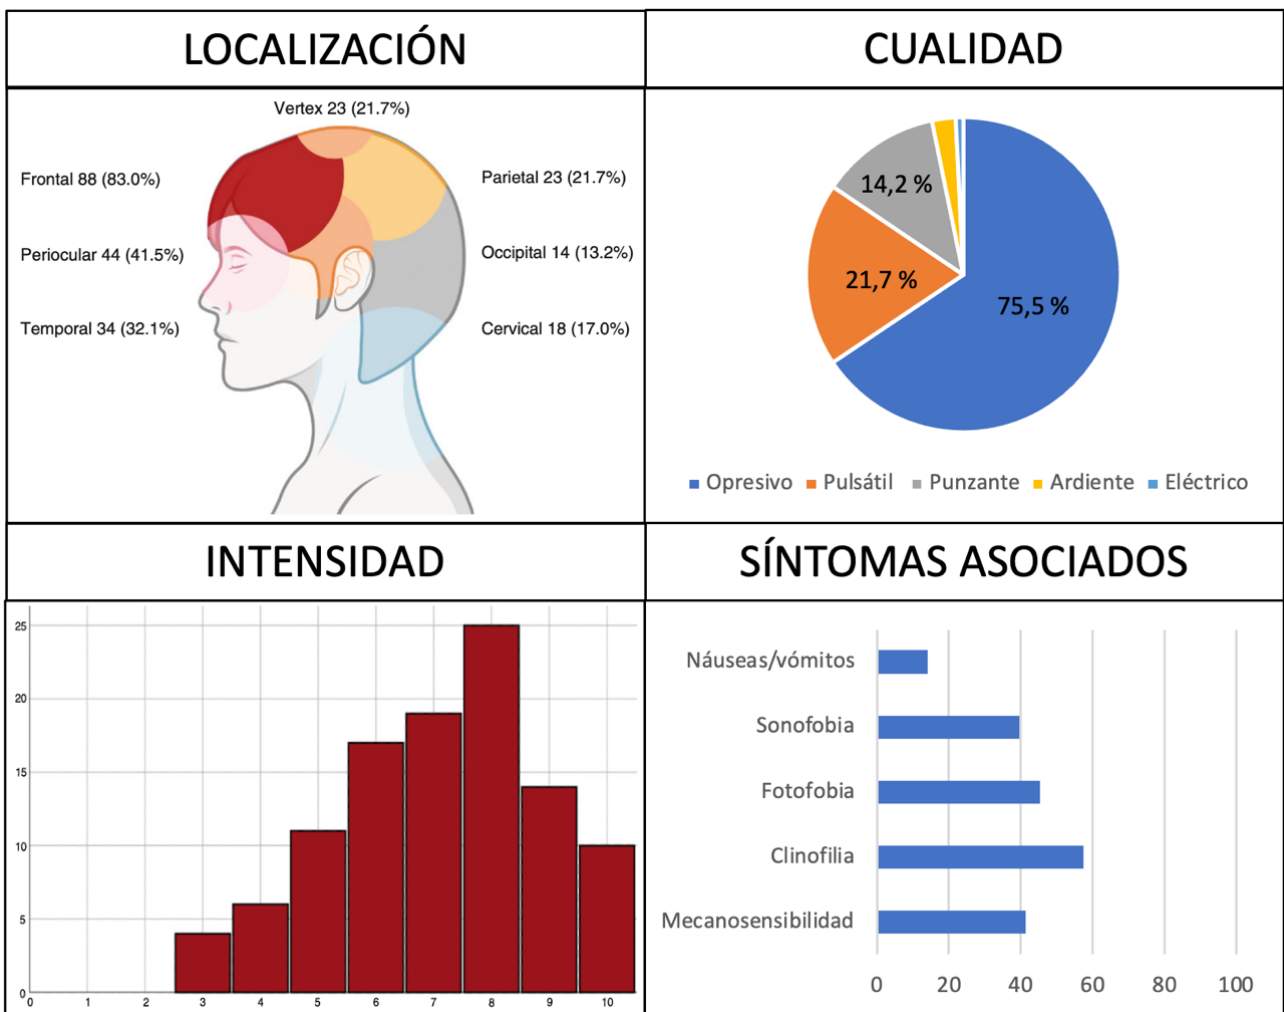 LOCALIZACIÓN
CUALIDAD
Vertex 23 (21.7%)
Frontal 88 (83.0%)
Parietal 23 (21.7%)
Periocular 44 (41.5%)
Occipital 14 (13.2%)
Temporal 34 (32.1%)
Cervical 18 (17.0%)
14,2 %
21,7 %
75,5 %
Opresivo Pulsátil Punzante Ardiente Eléctrico
INTENSIDAD
SÍNTOMAS ASOCIADOS
25
20
15
10
5
0
0 1 2 3 4 5 6 7 8 9 10
Náuseas/vómitos
Sonofobia
Fotofobia
Clinofilia
Mecanosensibilidad
0 20 40 60 80 100